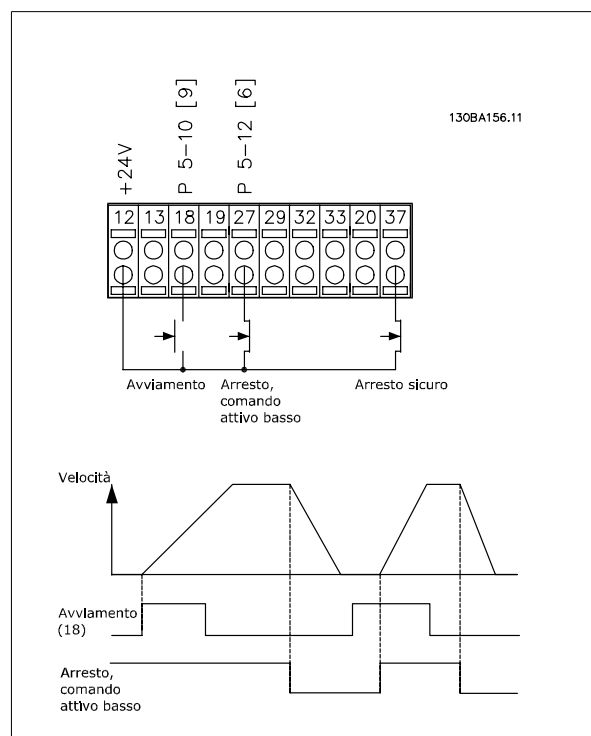 +24V
P 5-10 [9]
P 5-12 [6]
130BA156.11
12 13 18 19 27 29 32 33 20 37
Avviamento
Arresto,
comando
attivo basso
Arresto sicuro
Velocità
Avviamento
(18)
Arresto,
comando
attivo basso